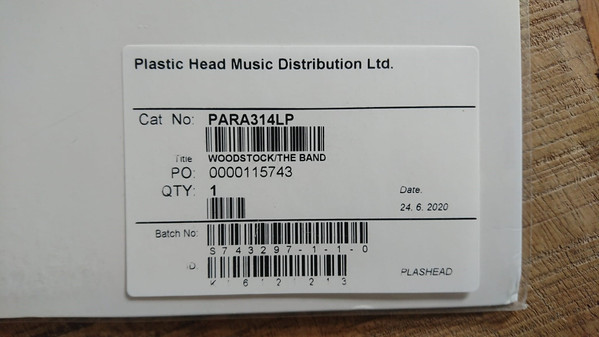 Plastic Head Music Distribution Ltd.
Cat No: PARA314LP
Title WOODSTOCK/THE BAND
PO: 0000115743
QTY: 1
Date.
24. 6. 2020
Batch No:
S743297-1-1-0
PLASHEAD